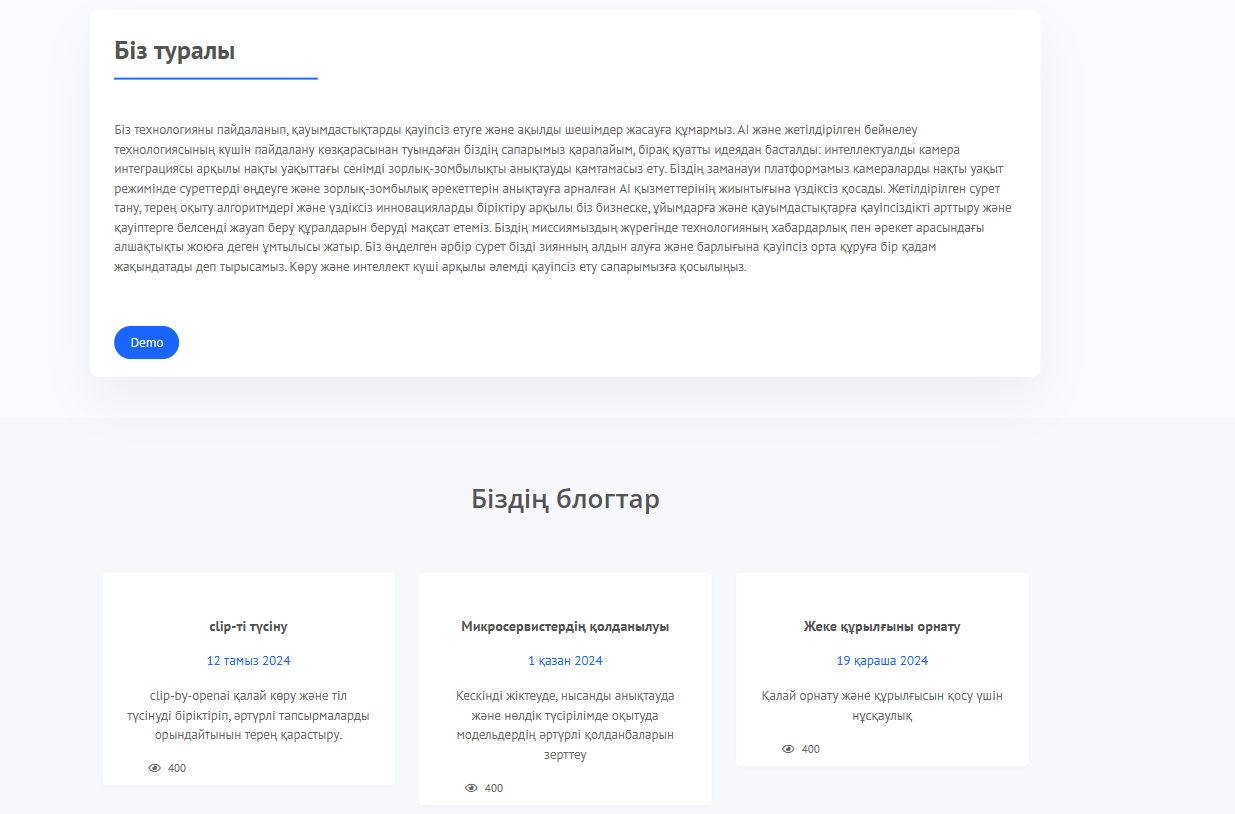 Біз туралы
Біз технологияны пайдаланып, қауымдастықтарды қауіпсіз етуге және ақылды шешімдер жасауға құмармыз. AI және жетілдірілген бейнелеу
технологиясының күшін пайдалану көзқарасынан туындаған біздің сапарымыз қарапайым, бірақ қуатты идеядан басталды: интеллектуалды камера
интеграциясы арқылы нақты уақыттағы сенімді зорлық-зомбылықты анықтауды қамтамасыз ету. Біздің заманауи платформамыз камераларды нақты уақыт
режимінде суреттерді өңдеуге және зорлық-зомбылық әрекеттерін анықтауға арналған AI қызметтерінің жиынтығына үздіксіз қосады. Жетілдірілген сурет
тану, терең оқыту алгоритмдері және үздіксіз инновацияларды біріктіру арқылы біз бизнеске, ұйымдарға және қауымдастықтарға қауіпсіздікті арттыру және
қауіптерге белсенді жауап беру құралдарын беруді мақсат етеміз. Біздің миссиямыздың жүрегінде технологияның хабардарлық пен әрекет арасындағы
алшақтықты жоюға деген ұмтылысы жатыр. Біз өңделген әрбір сурет бізді зиянның алдын алуға және барлығына қауіпсіз орта құруға бір қадам
жақындатады деп тырысамыз. Көру және интеллект күші арқылы әлемді қауіпсіз ету сапарымызға қосылыңыз.
Demo
Біздің блогтар
clip-ті түсіну
12 тамыз 2024
clip-by-openai қалай көру және тіл
түсінуді біріктіріп, әртүрлі тапсырмаларды
орындайтынын терең қарастыру.
400
Микросервистердің қолданылуы
1 қазан 2024
Кескінді жіктеуде, нысанды анықтауда
және нөлдік түсірілімде оқытуда
модельдердің әртүрлі қолданбаларын
зерттеу
400
Жеке құрылғыны орнату
19 қараша 2024
Қалай орнату және құрылғысын қосу үшін
нұсқаулық
400